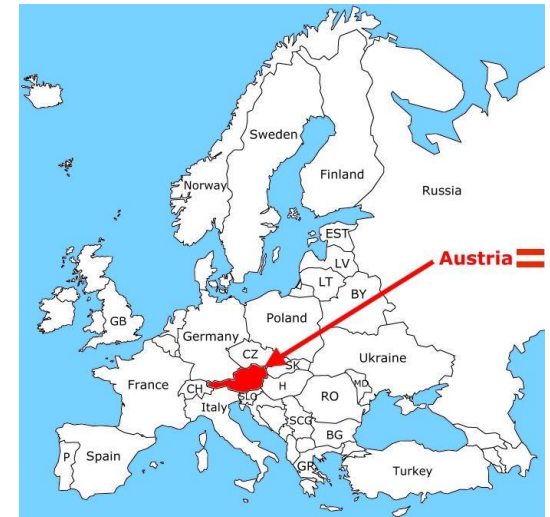 Sweden
Finland
Norway
Russia
EST
LV
Austria
LT
BY
GB
Poland
Germany
CZ
SK
Ukraine
France
CH
H
MD
SLO
RO
Italy
SCG
BG
P
Spain
GR
Turkey